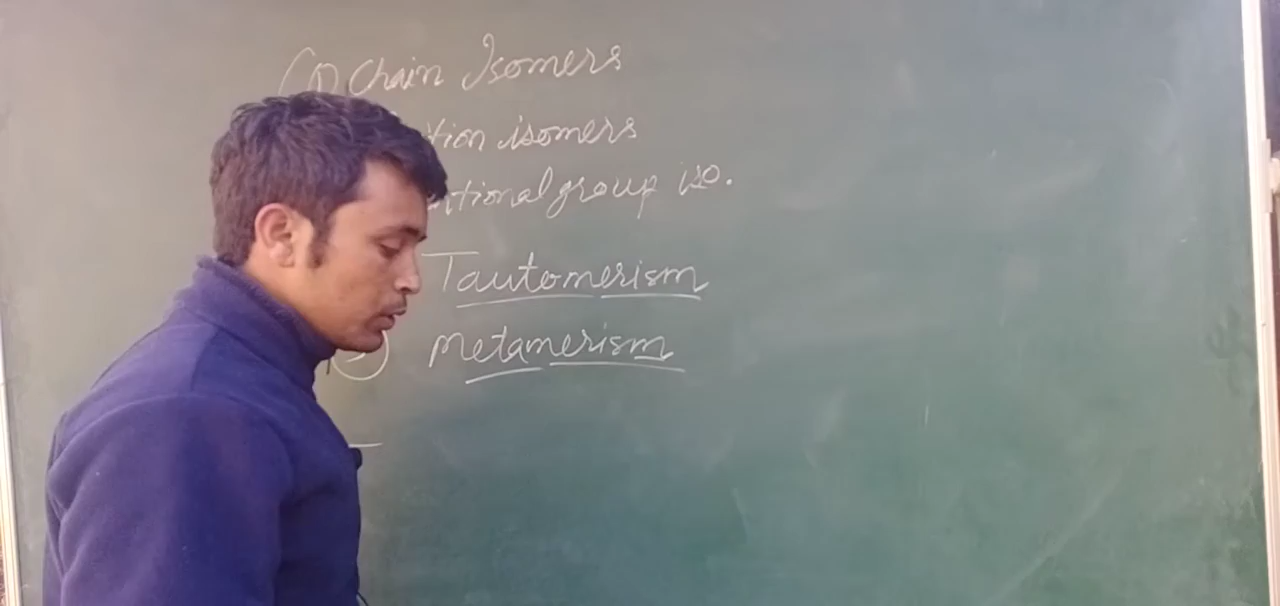 (1) Chain Isomers
tion isomers
ctional group iso.
Tautomerism
Metamerism